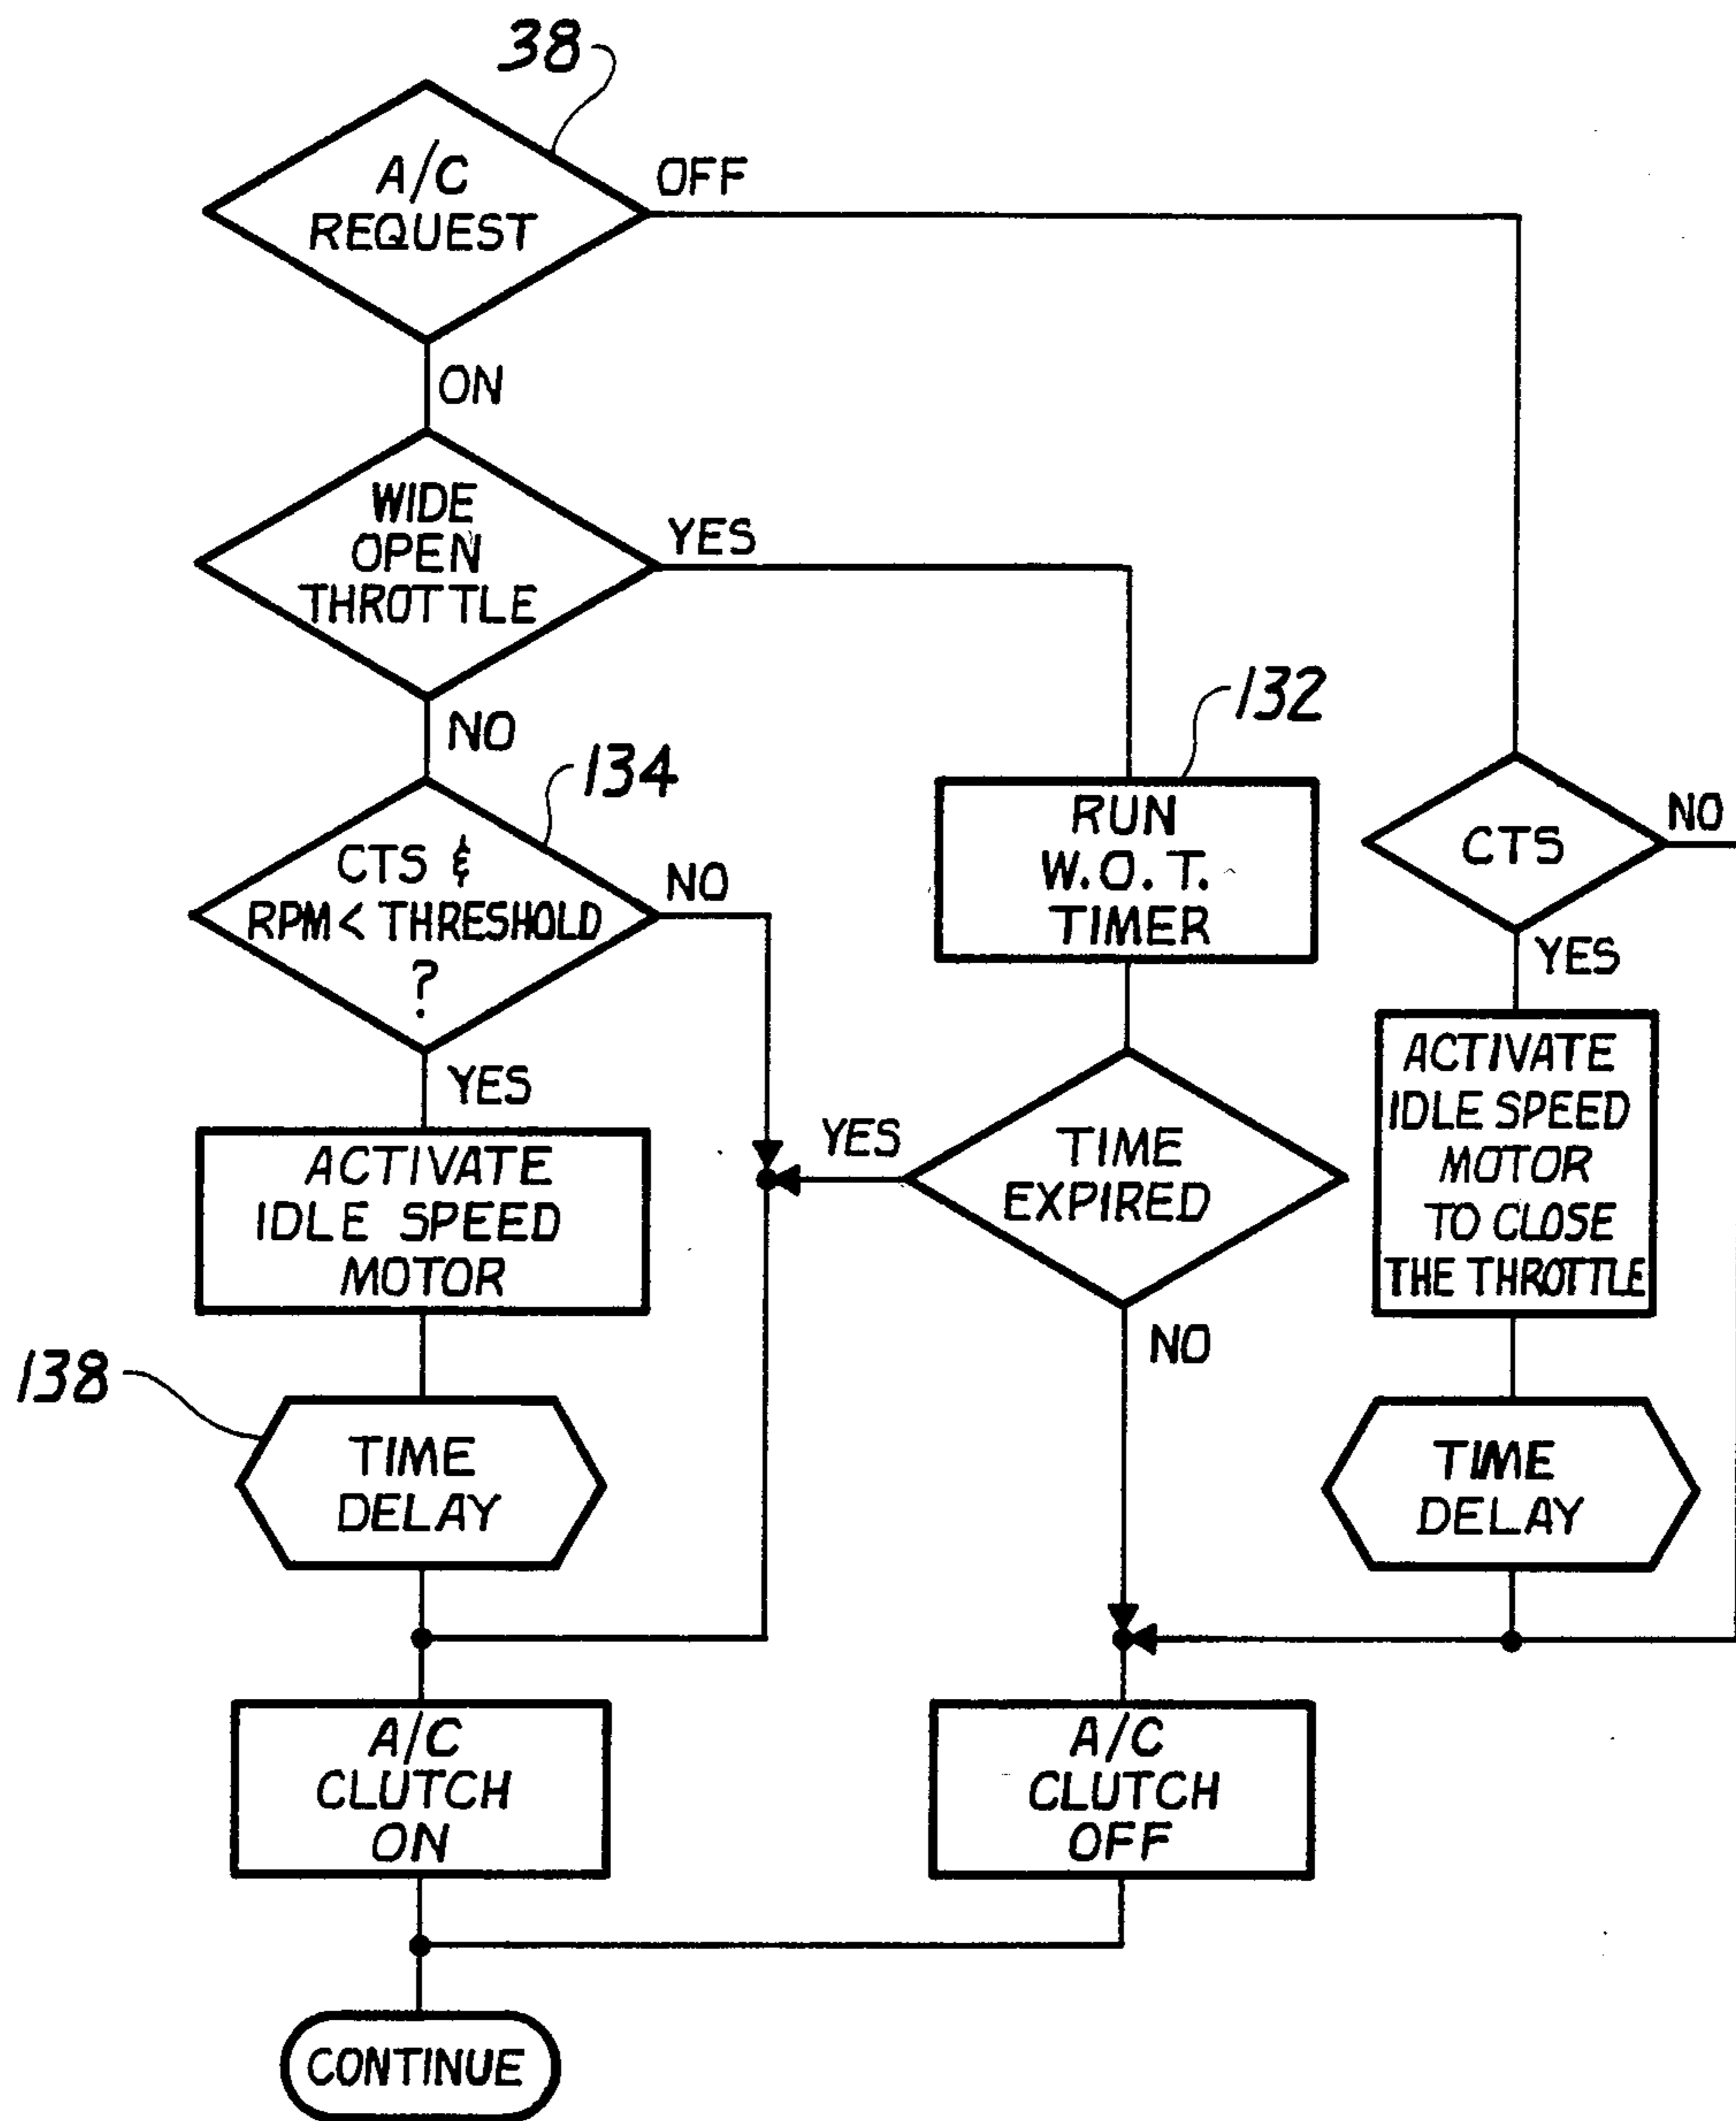 38
A/C
REQUEST
OFF
ON
WIDE
OPEN
THROTTLE
YES
NO
134
CTS &
RPM < THRESHOLD
?
NO
YES
132
RUN
W.O.T.
TIMER
CTS
NO
YES
ACTIVATE
IDLE SPEED
MOTOR
TIME
EXPIRED
YES
NO
ACTIVATE
IDLE SPEED
MOTOR
TO CLOSE
THE THROTTLE
138
TIME
DELAY
TIME
DELAY
A/C
CLUTCH
ON
A/C
CLUTCH
OFF
CONTINUE